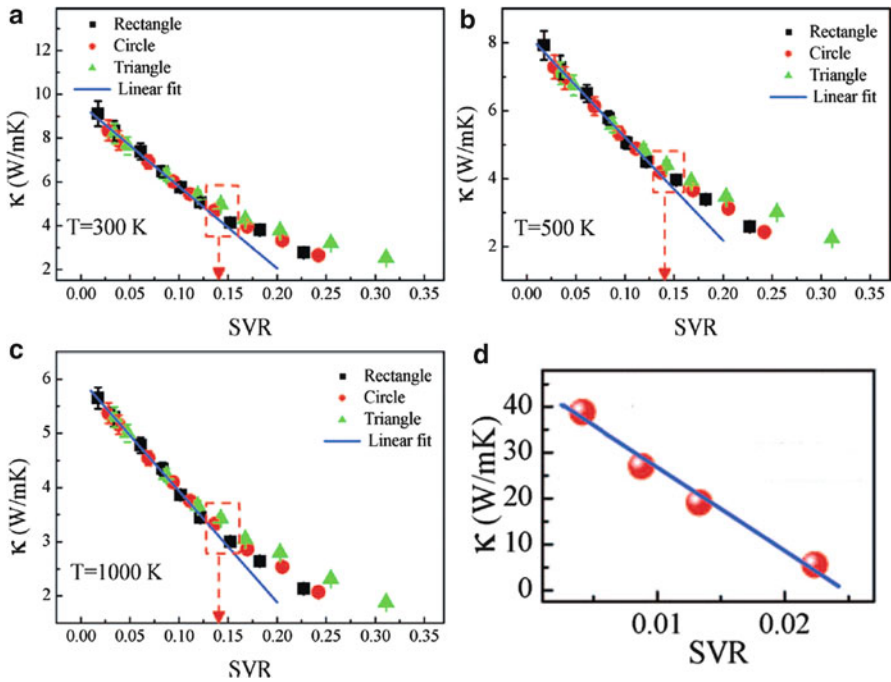 a
Rectangle
Circle
Triangle
Linear fit
κ (W/mK)
12
10
8
6
4
2
T=300 K
0.00 0.05 0.10 0.15 0.20 0.25 0.30 0.35
SVR
b
Rectangle
Circle
Triangle
Linear fit
κ (W/mK)
8
6
4
2
T=500 K
0.00 0.05 0.10 0.15 0.20 0.25 0.30 0.35
SVR
c
Rectangle
Circle
Triangle
Linear fit
κ (W/mK)
6
5
4
3
2
T=1000 K
0.00 0.05 0.10 0.15 0.20 0.25 0.30 0.35
SVR
d
κ (W/mK)
40
30
20
10
0
0.01 0.02
SVR